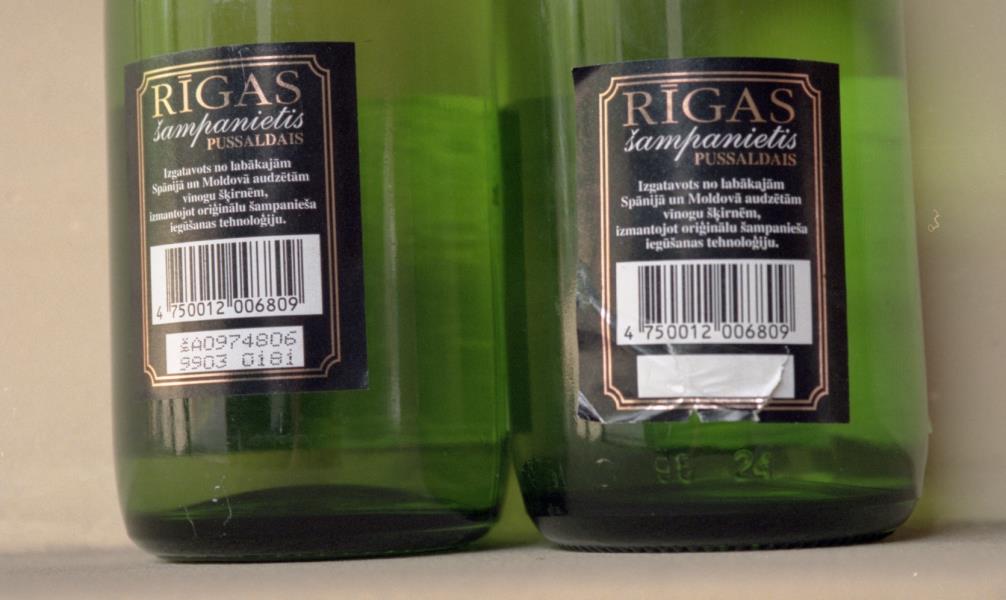 RĪGAS
šampanietis
PUSSALDAIS
Izgatavots no labākajām
Spānijā un Moldovā audzētām
vīnogu šķirnēm,
izmantojot oriģinālu šampanieša
iegūšanas tehnoloģiju.
4 750012 006809
A0974806
9903 0181
RĪGAS
šampanietis
PUSSALDAIS
Izgatavots no labākajām
Spānijā un Moldovā audzētām
vīnogu šķirnēm,
izmantojot oriģinālu šampanieša
iegūšanas tehnoloģiju.
4 750012 006809
24